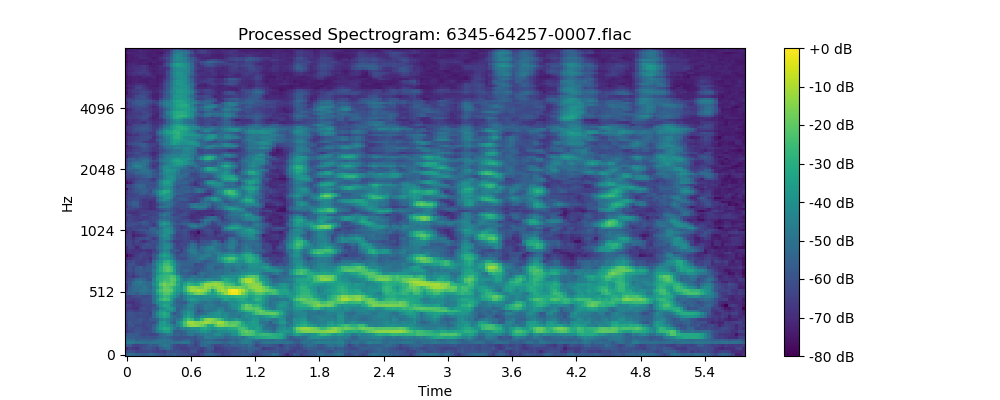 Processed Spectrogram: 6345-64257-0007.flac
+0 dB
-10 dB
-20 dB
-30 dB
-40 dB
-50 dB
-60 dB
-70 dB
-80 dB
Hz
4096
2048
1024
512
0
0 0.6 1.2 1.8 2.4 3 3.6 4.2 4.8 5.4
Time